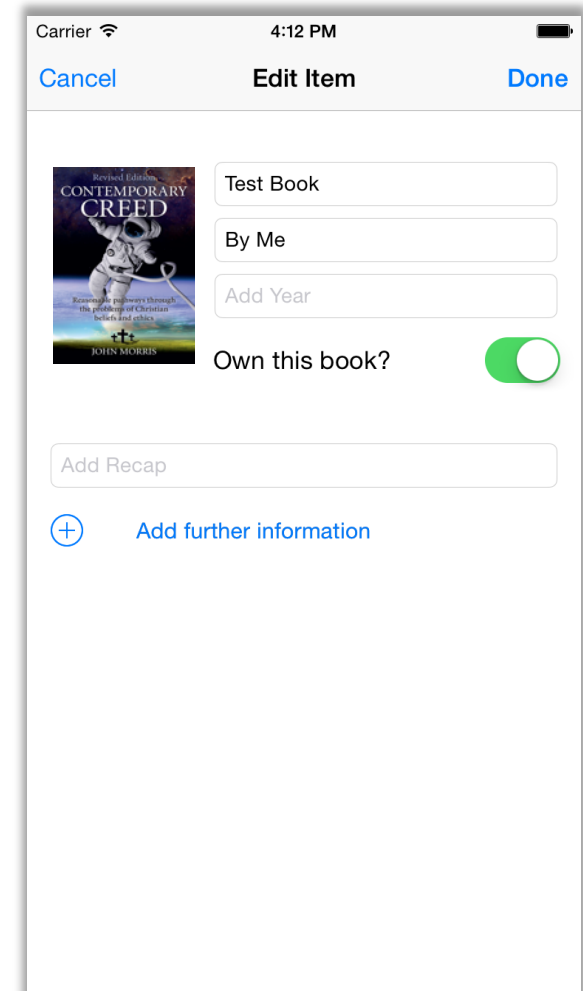 Carrier 4:12 PM
Cancel Edit Item Done
Revised Edition
CONTEMPORARY
CREED
Reasonable pathways through
the problems of Christian
beliefs and ethics
JOHN MORRIS
Test Book
By Me
Add Year
Own this book?
Add Recap
Add further information